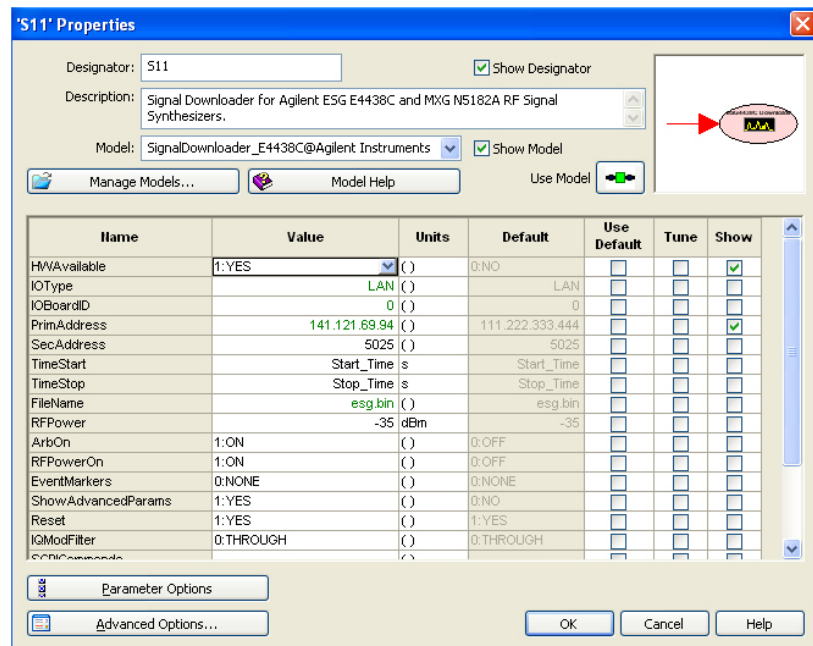 'S11' Properties
Designator: S11 Show Designator
Description: Signal Downloader for Agilent ESG E4438C and MXG N5182A RF Signal
Synthesizers.
Model: SignalDownloader_E4438C@Agilent Instruments Show Model
Manage Models... Model Help Use Model
Name Value Units Default Use Default Tune Show
HWAvailable 1:YES () 0:NO
IOType LAN () LAN
IOBoardID 0 () 0
PrimAddress 141.121.69.94 () 111.222.333.444
SecAddress 5025 () 5025
TimeStart Start_Time s Start_Time
TimeStop Stop_Time s Stop_Time
FileName esg.bin () esg.bin
RFPower -35 dBm -35
ArbOn 1:ON () 0:OFF
RFPowerOn 1:ON () 0:OFF
EventMarkers 0:NONE () 0:NONE
ShowAdvancedParams 1:YES () 0:NO
Reset 1:YES () 1:YES
IQModFilter 0:THROUGH () 0:THROUGH
SCPICommands ()
Parameter Options
Advanced Options... OK Cancel Help